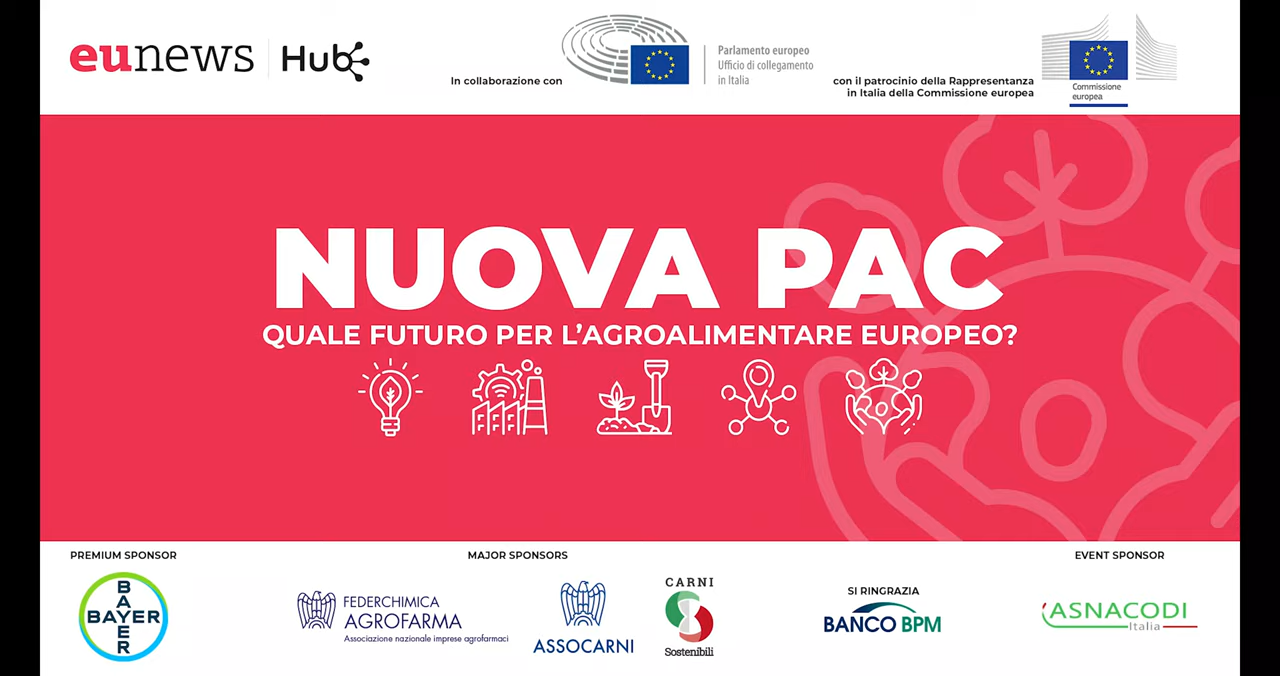 eunews Hub
In collaborazione con
Parlamento europeo
Ufficio di collegamento
in Italia
con il patrocinio della Rappresentanza
in Italia della Commissione europea
Commissione
europea
NUOVA PAC
QUALE FUTURO PER L'AGROALIMENTARE EUROPEO?
PREMIUM SPONSOR
MAJOR SPONSORS
EVENT SPONSOR
BAYER
BAYER
FEDERCHIMICA
AGROFARMA
Associazione nazionale imprese agrofarmaci
ASSOCARNI
CARNI
Sostenibili
SI RINGRAZIA
BANCO BPM
ASNACODI
Italia